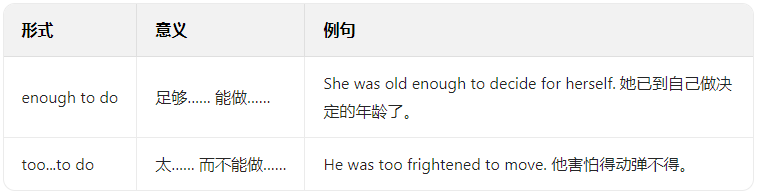 形式 意义 例句
enough to do 足够…… 能做…… She was old enough to decide for herself. 她已到自己做决
定的年龄了。
too...to do 太…… 而不能做…… He was too frightened to move. 他害怕得动弹不得。